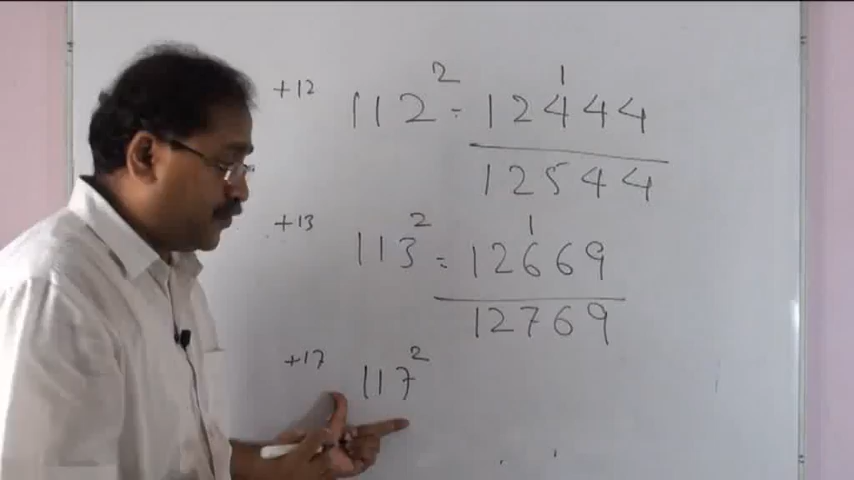 +12 112² = 12444
1
12544
+13 113² = 12669
1
12769
+17 117²